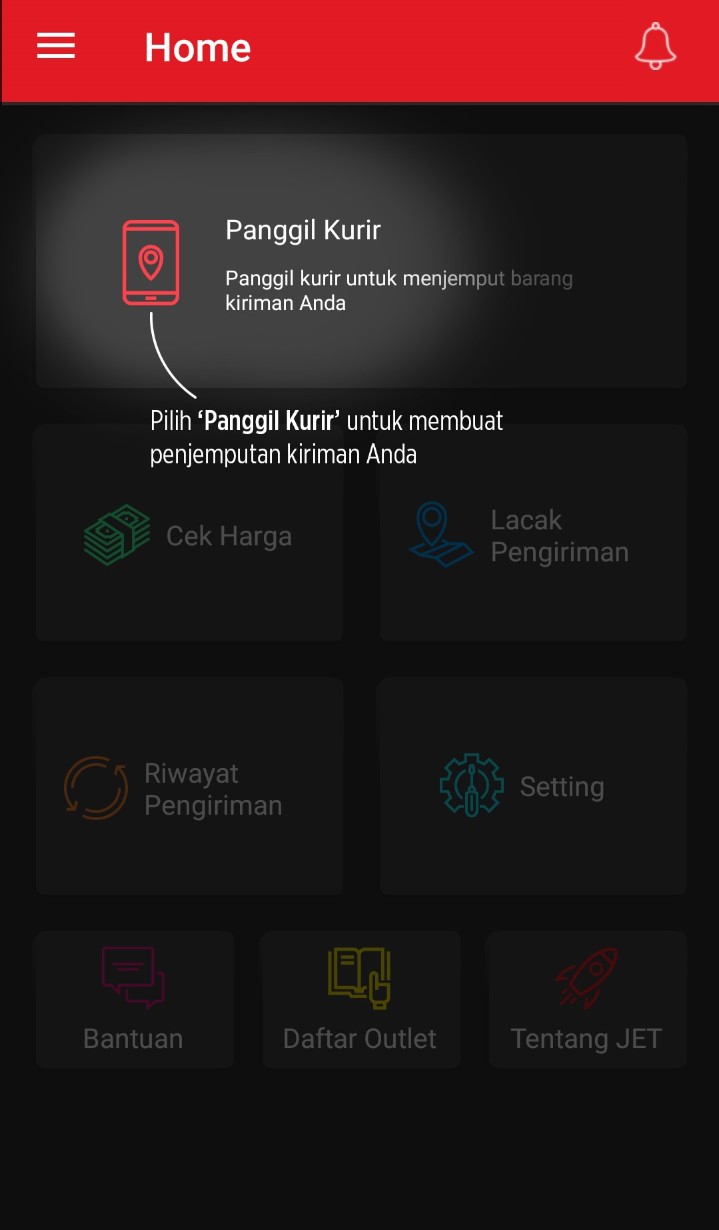 Home
Panggil Kurir
Panggil kurir untuk menjemput barang
kiriman Anda
Pilih ‘Panggil Kurir’ untuk membuat
penjemputan kiriman Anda
Cek Harga
Lacak
Pengiriman
Riwayat
Pengiriman
Setting
Bantuan
Daftar Outlet
Tentang JET